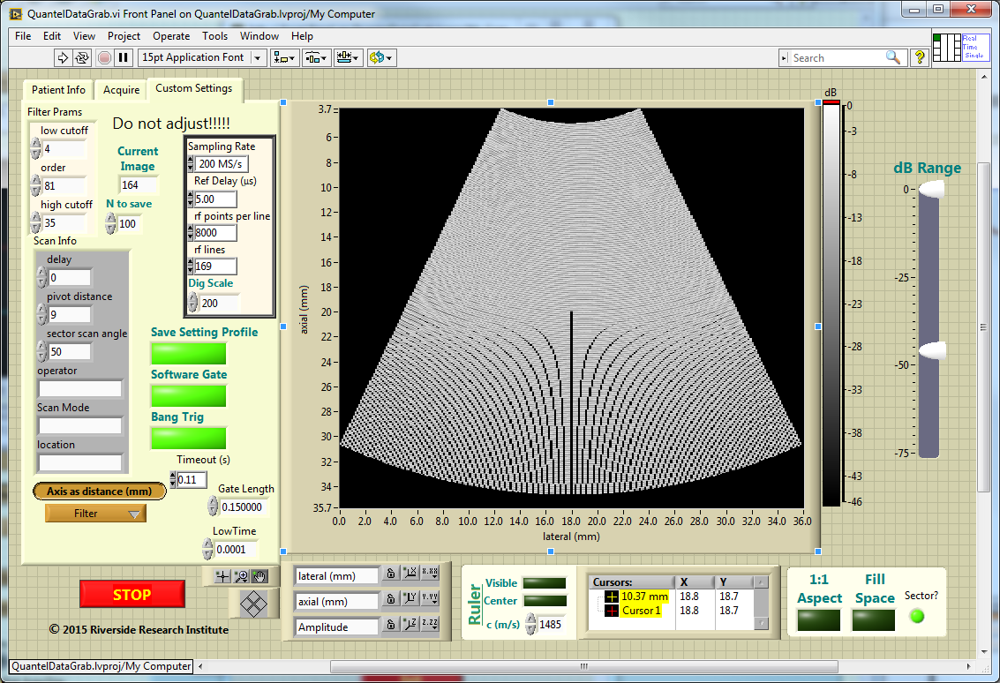 QuantelDataGrab.vi Front Panel on QuantelDataGrab.lvproj/My Computer
File Edit View Project Operate Tools Window Help
15pt Application Font
Search
?
Real
Time
Single
Patient Info Acquire Custom Settings
Do not adjust!!!!!
Filter Prams
low cutoff
4
order
81
high cutoff
35
Current
Image
164
N to save
100
Sampling Rate
200 MS/s
Ref Delay (µs)
5.00
rf points per line
8000
rf lines
169
Dig Scale
200
Scan Info
delay
0
pivot distance
9
sector scan angle
50
operator
Scan Mode
location
Save Setting Profile
Software Gate
Bang Trig
Timeout (s)
0.11
Gate Length
0.150000
LowTime
0.0001
Axis as distance (mm)
Filter
STOP
© 2015 Riverside Research Institute
axial (mm)
3.7
6
8
10
12
14
16
18
20
22
24
26
28
30
32
34
35.7
0.0 2.0 4.0 6.0 8.0 10.0 12.0 14.0 16.0 18.0 20.0 22.0 24.0 26.0 28.0 30.0 32.0 34.0 36.0
lateral (mm)
dB
0
-3
-8
-13
-18
-23
-28
-33
-38
-43
-46
dB Range
0
-25
-50
-75
lateral (mm) X X.XX
axial (mm) Y Y.YY
Amplitude Z Z.ZZ
Ruler
Visible
Center
c (m/s) 1485
Cursors: X Y
10.37 mm 18.8 18.7
Cursor 1 18.8 18.7
1:1
Aspect
Fill
Space
Sector?
QuantelDataGrab.lvproj/My Computer